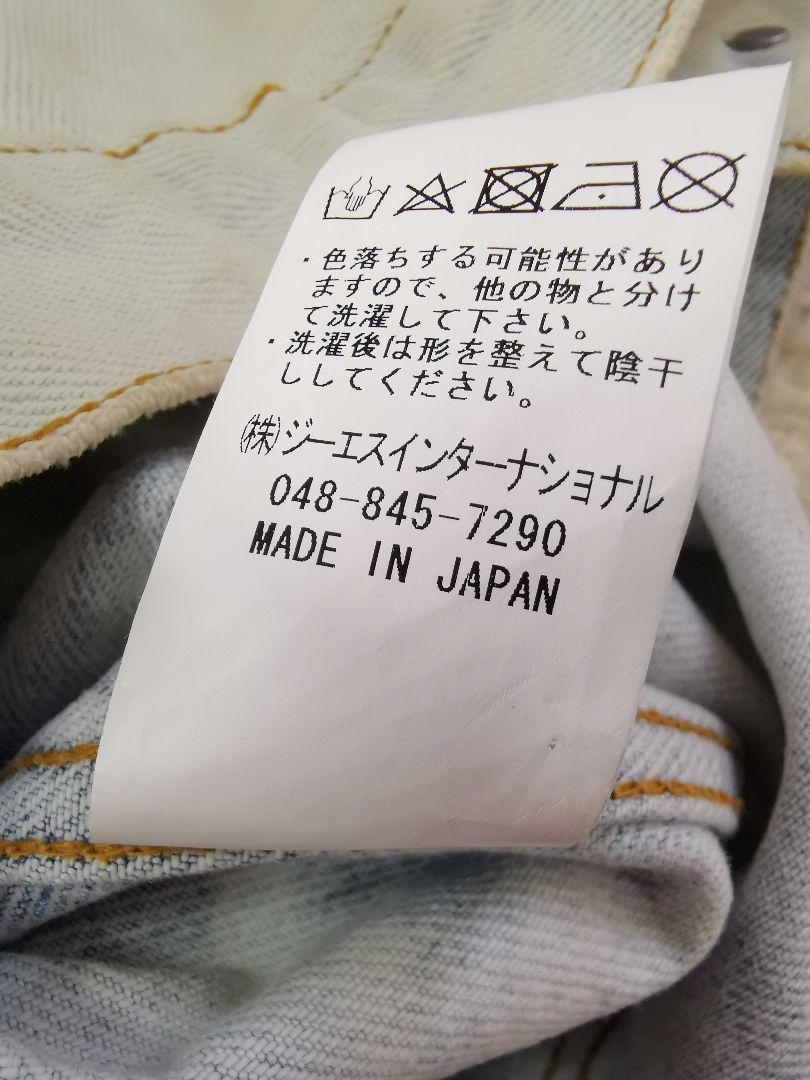 ・色落ちする可能性があり
ますので、他の物と分け
て洗濯して下さい。
・洗濯後は形を整えて陰干
ししてください。
㈱ジーエスインターナショナル
048-845-7290
MADE IN JAPAN